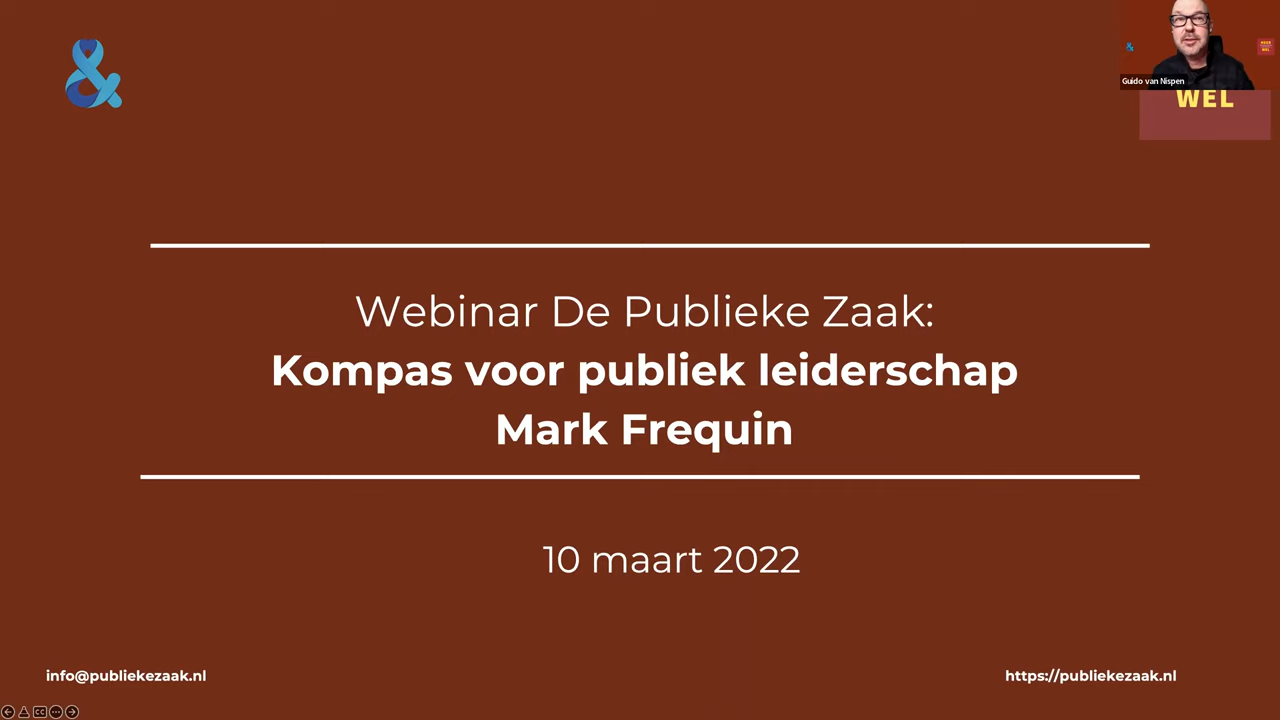 Guido van Nispen
WEL
WEL
Webinar De Publieke Zaak:
Kompas voor publiek leiderschap
Mark Frequin
10 maart 2022
info@publiekezaak.nl
https://publiekezaak.nl